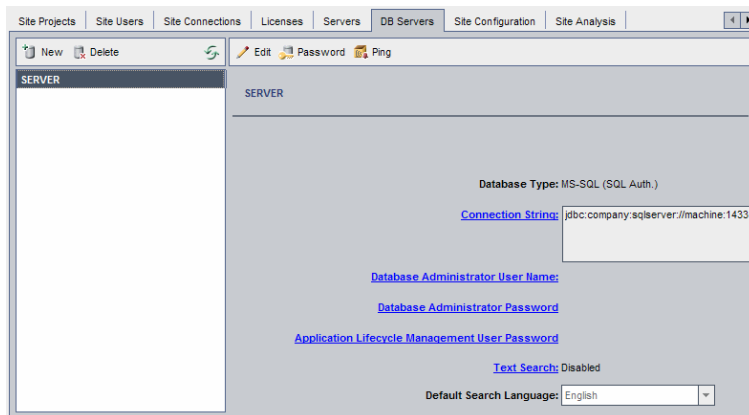 Site Projects Site Users Site Connections Licenses Servers DB Servers Site Configuration Site Analysis
New Delete Edit Password Ping
SERVER
SERVER
Database Type: MS-SQL (SQL Auth.)
Connection String: jdbc:company:sqlserver://machine:1433
Database Administrator User Name:
Database Administrator Password
Application Lifecycle Management User Password
Text Search: Disabled
Default Search Language: English